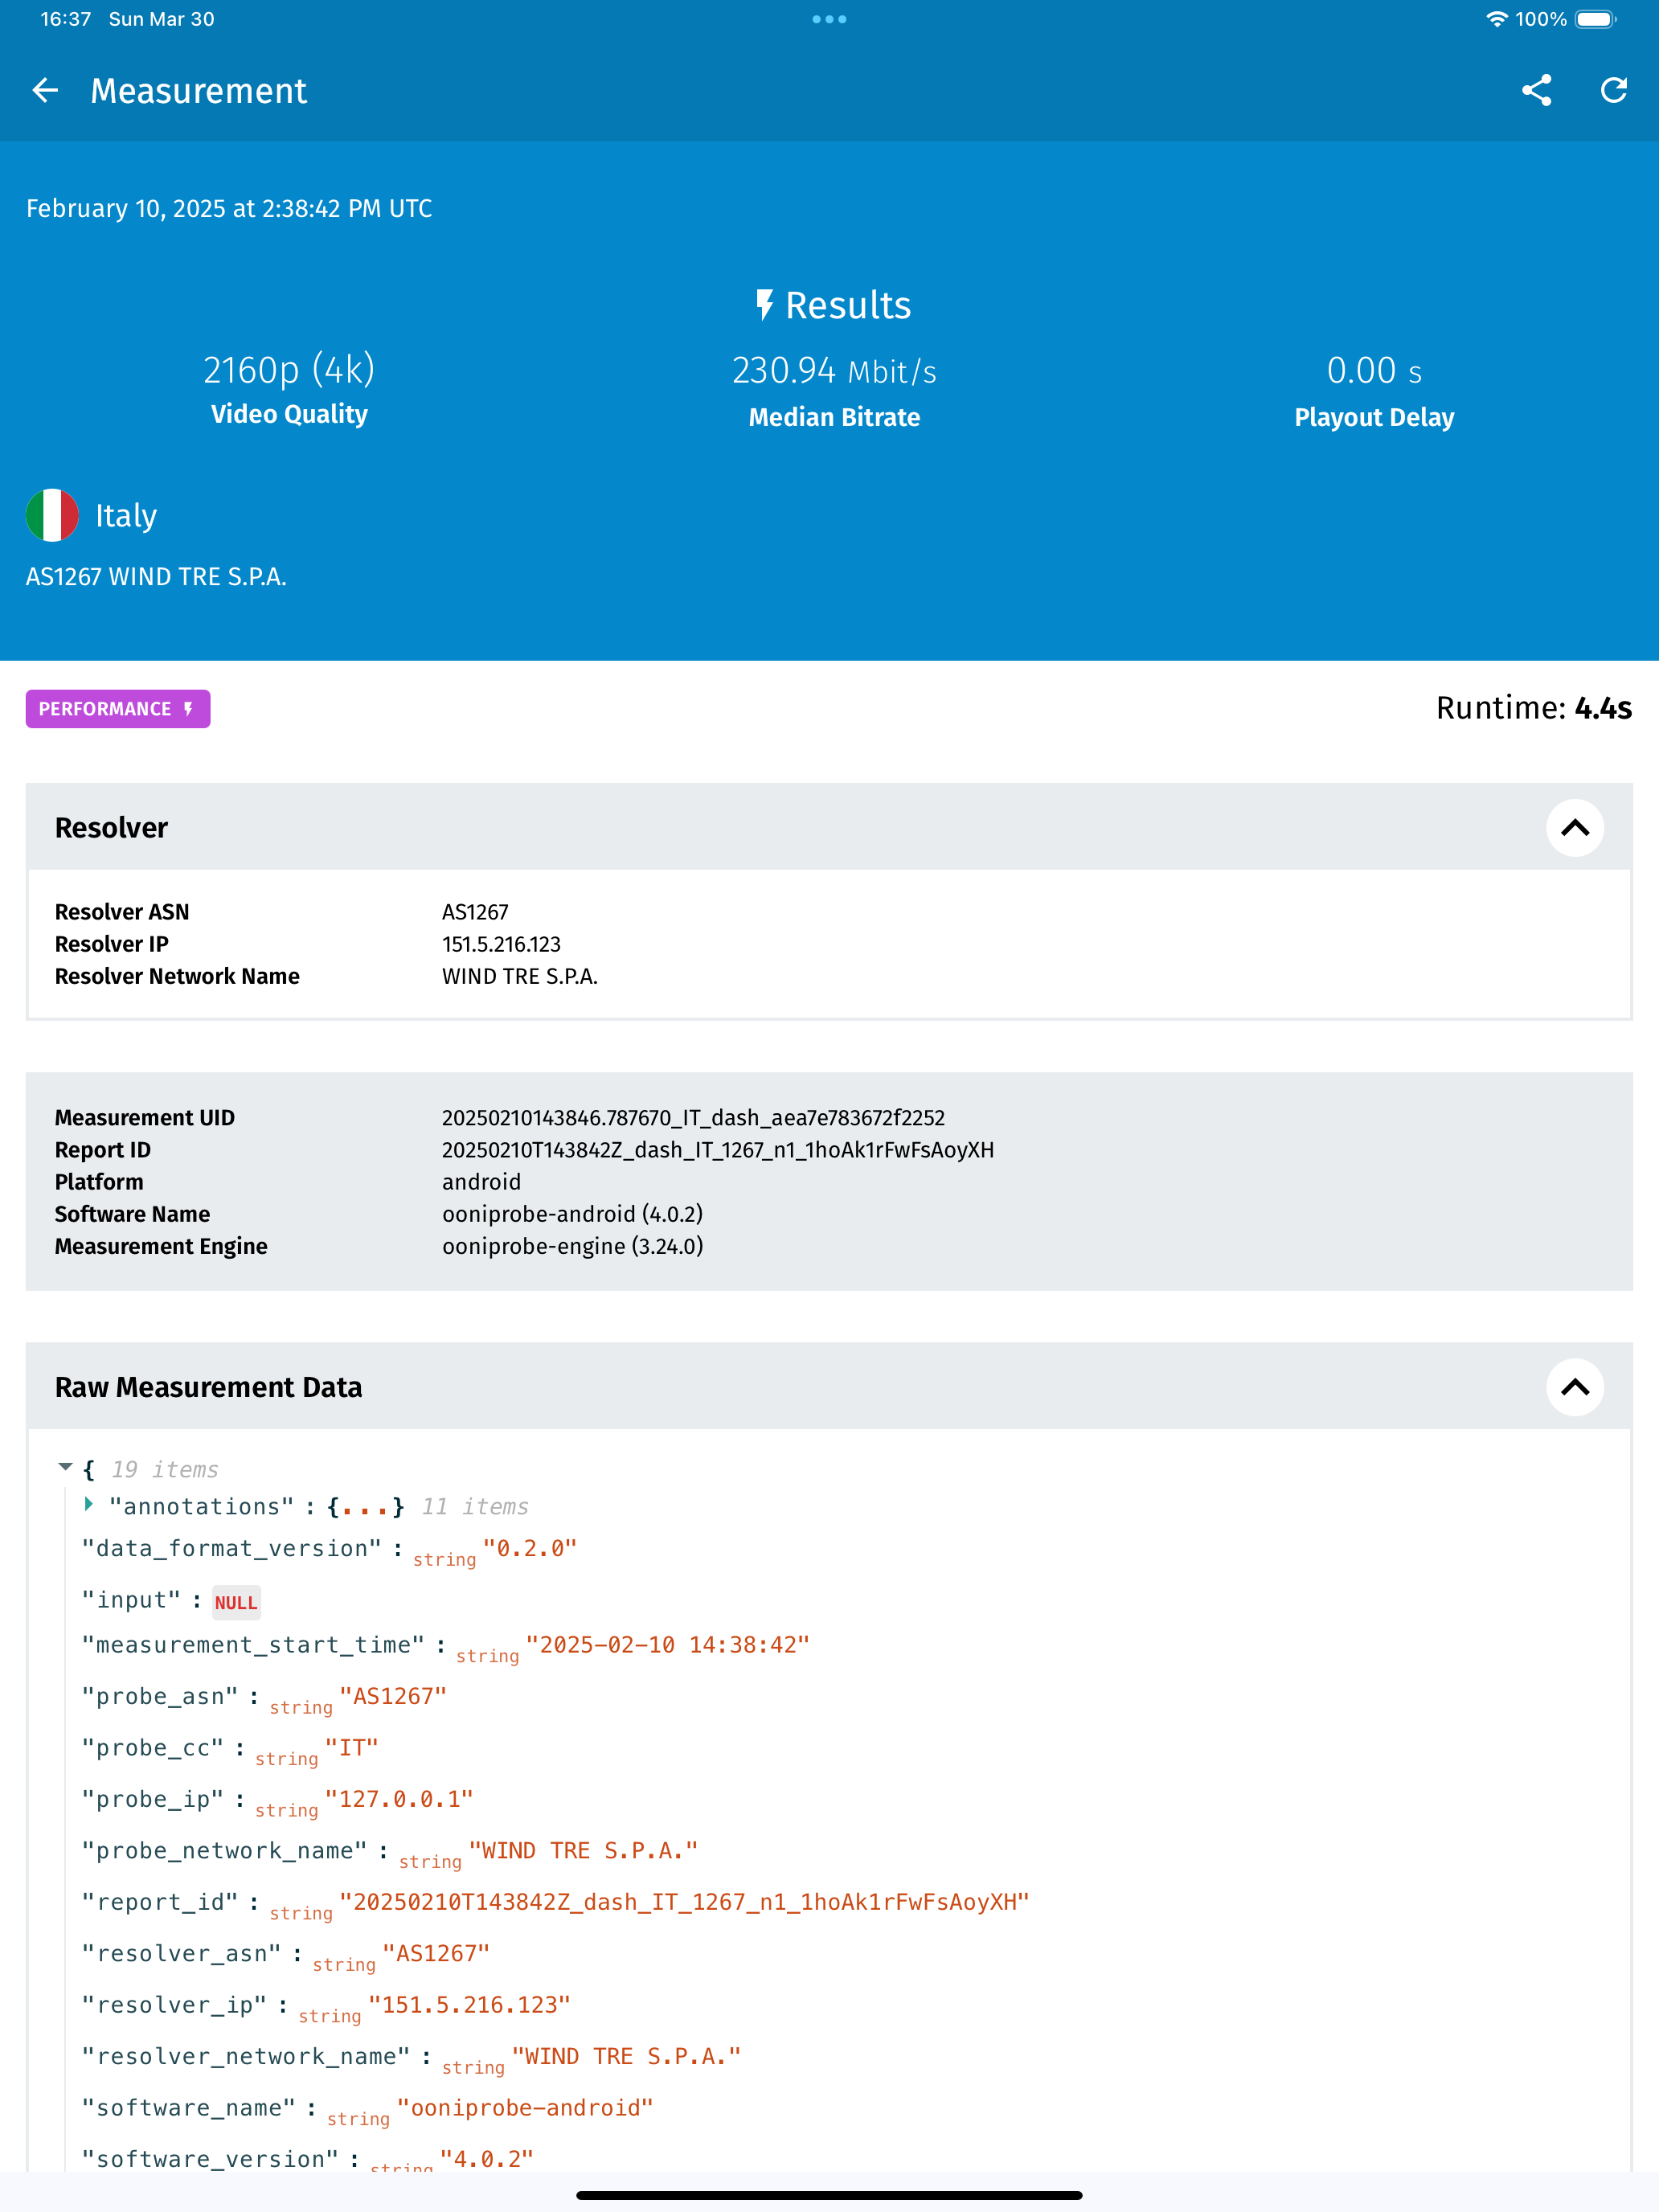 16:37 Sun Mar 30
100%
Measurement
February 10, 2025 at 2:38:42 PM UTC
Results
2160p (4k)
Video Quality
230.94 Mbit/s
Median Bitrate
0.00 s
Playout Delay
Italy
AS1267 WIND TRE S.P.A.
PERFORMANCE
Runtime: 4.4s
Resolver
Resolver ASN AS1267
Resolver IP 151.5.216.123
Resolver Network Name WIND TRE S.P.A.
Measurement UID 20250210143846.787670_IT_dash_aea7e783672f2252
Report ID 20250210T143842Z_dash_IT_1267_n1_1hoAk1rFwFsAoyXH
Platform android
Software Name ooniprobe-android (4.0.2)
Measurement Engine ooniprobe-engine (3.24.0)
Raw Measurement Data
{ 19 items
"annotations" : {...} 11 items
"data_format_version" : string "0.2.0"
"input" : NULL
"measurement_start_time" : string "2025-02-10 14:38:42"
"probe_asn" : string "AS1267"
"probe_cc" : string "IT"
"probe_ip" : string "127.0.0.1"
"probe_network_name" : string "WIND TRE S.P.A."
"report_id" : string "20250210T143842Z_dash_IT_1267_n1_1hoAk1rFwFsAoyXH"
"resolver_asn" : string "AS1267"
"resolver_ip" : string "151.5.216.123"
"resolver_network_name" : string "WIND TRE S.P.A."
"software_name" : string "ooniprobe-android"
"software_version" : string "4.0.2"